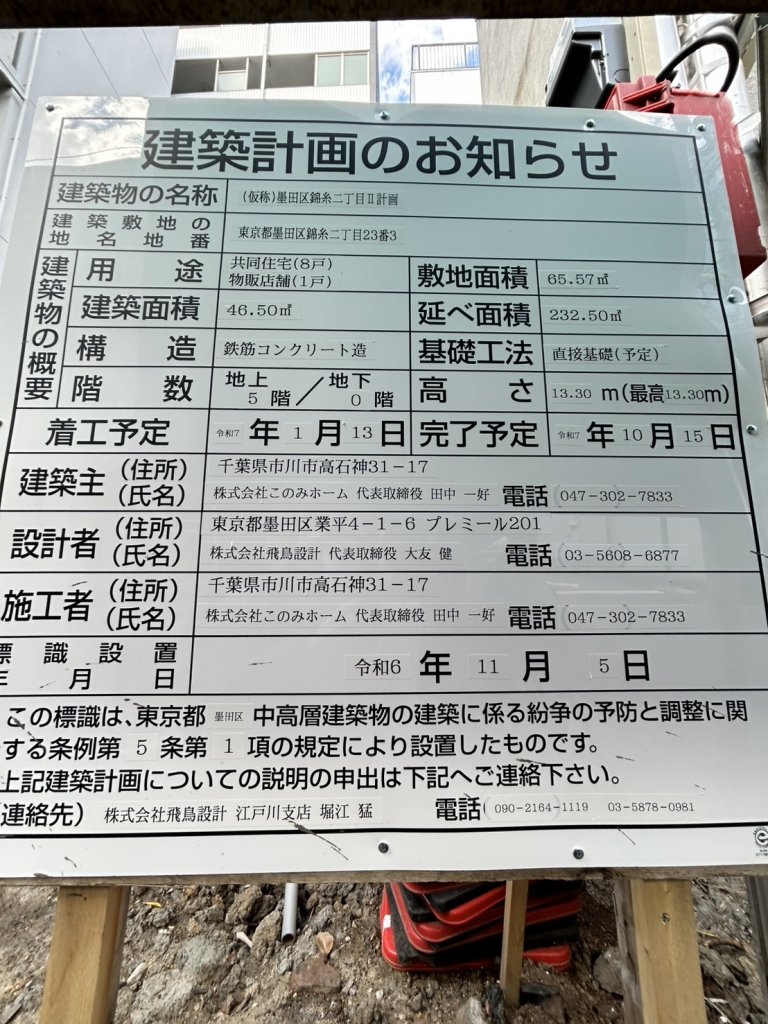 建築計画のお知らせ
建築物の名称 (仮称)墨田区錦糸二丁目Ⅱ計画
建築敷地の地名地番 東京都墨田区錦糸二丁目23番3
建築物の概要
用途 共同住宅(8戸) 物販店舗(1戸) 敷地面積 65.57㎡
建築面積 46.50㎡ 延べ面積 232.50㎡
構造 鉄筋コンクリート造 基礎工法 直接基礎(予定)
階数 地上5階/地下0階 高さ 13.30 m(最高13.30m)
着工予定 令和7年1月13日 完了予定 令和7年10月15日
建築主 (住所) 千葉県市川市高石神31-17
(氏名) 株式会社このみホーム 代表取締役 田中 一好 電話(047-302-7833
設計者 (住所) 東京都墨田区業平4-1-6 プレミール201
(氏名) 株式会社飛鳥設計 代表取締役 大友 健 電話(03-5608-6877
施工者 (住所) 千葉県市川市高石神31-17
(氏名) 株式会社このみホーム 代表取締役 田中 一好 電話(047-302-7833
標識設置年月日 令和6年11月5日
この標識は、東京都墨田区中高層建築物の建築に係る紛争の予防と調整に関
する条例第5条第1項の規定により設置したものです。
上記建築計画についての説明の申出は下記へご連絡下さい。
(連絡先) 株式会社飛鳥設計 江戸川支店 堀江 猛 電話(090-2164-1119 03-5878-0981